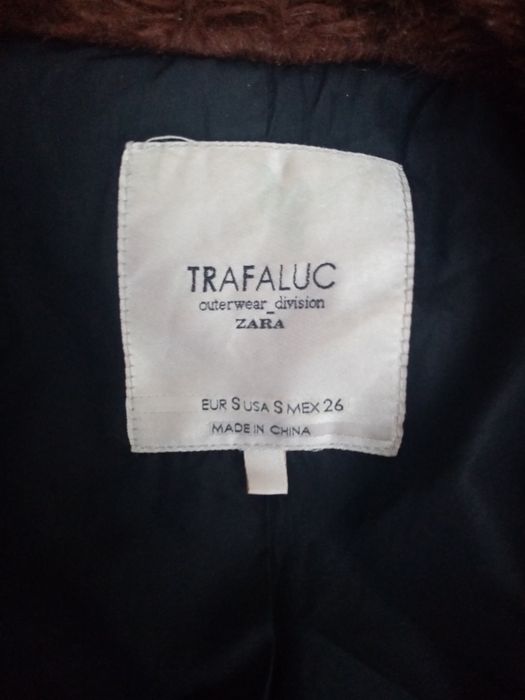 TRAFALUC
outerwear_division
ZARA
EUR S USA S MEX 26
MADE IN CHINA